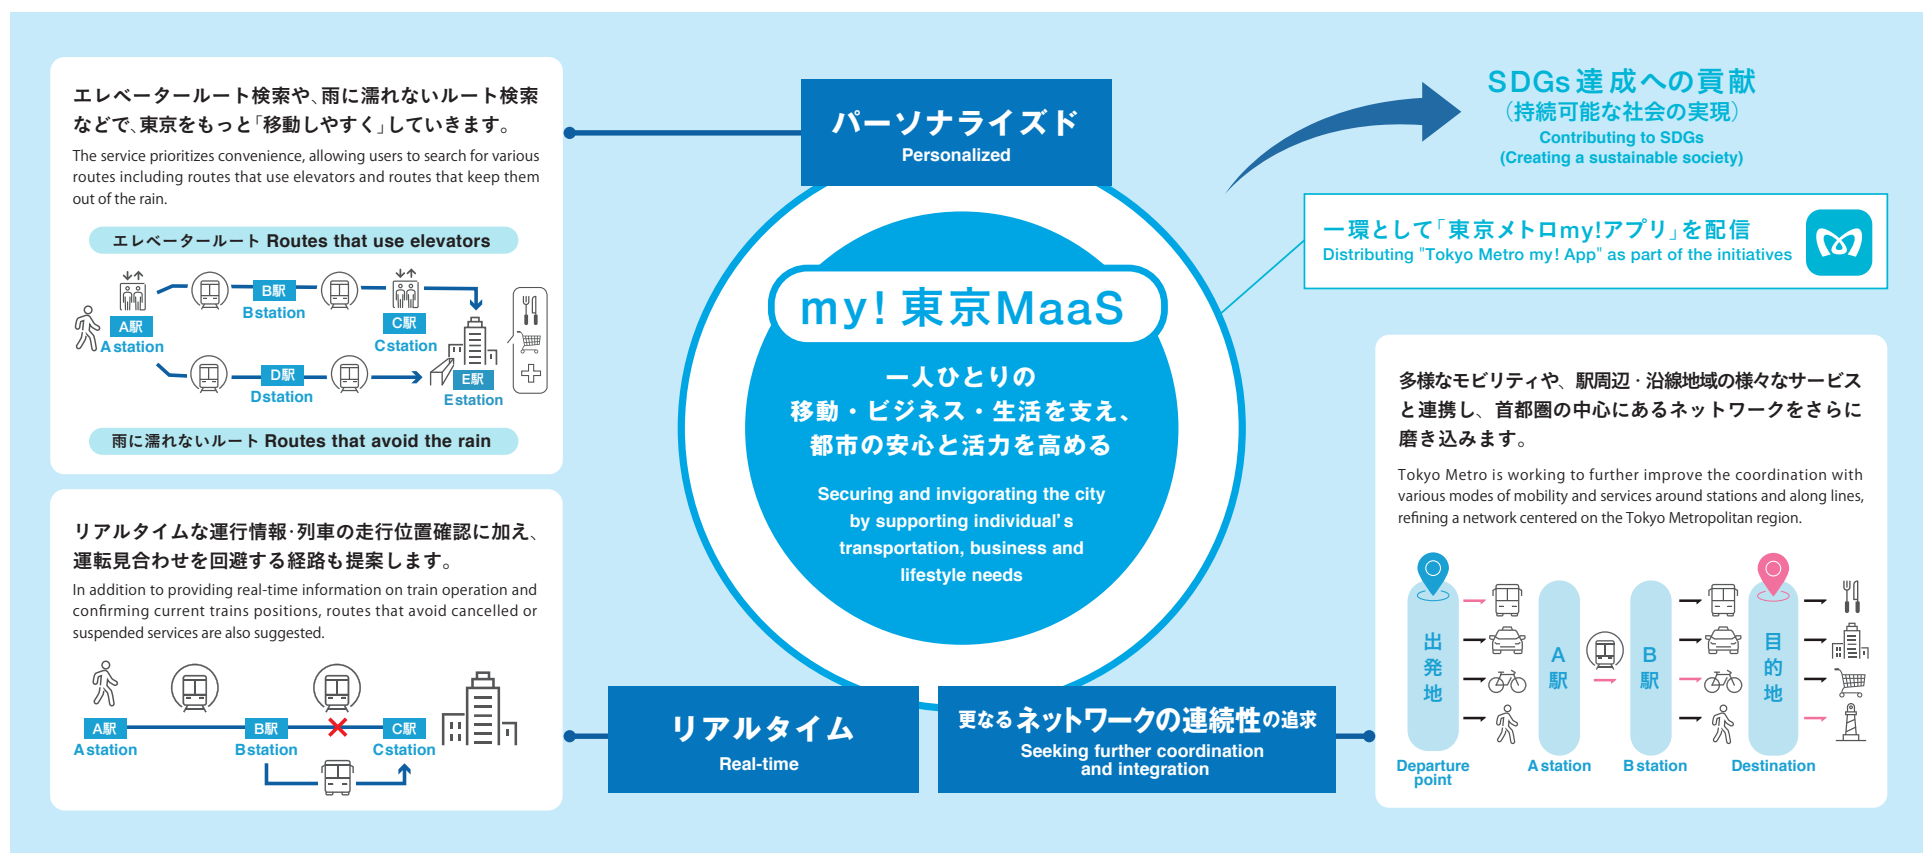 エレベータールート検索や、雨に濡れないルート検索
などで、東京をもっと「移動しやすく」していきます。
The service prioritizes convenience, allowing users to search for various
routes including routes that use elevators and routes that keep them
out of the rain.
エレベータールート Routes that use elevators
A駅
A station
B駅
B station
C駅
C station
D駅
D station
E駅
E station
雨に濡れないルート Routes that avoid the rain
リアルタイムな運行情報・列車の走行位置確認に加え、
運転見合わせを回避する経路も提案します。
In addition to providing real-time information on train operation and
confirming current trains positions, routes that avoid cancelled or
suspended services are also suggested.
A駅
A station
B駅
B station
C駅
C station
パーソナライズド
Personalized
my! 東京MaaS
一人ひとりの
移動・ビジネス・生活を支え、
都市の安心と活力を高める
Securing and invigorating the city
by supporting individual's
transportation, business and
lifestyle needs
リアルタイム
Real-time
更なるネットワークの連続性の追求
Seeking further coordination
and integration
SDGs達成への貢献
（持続可能な社会の実現）
Contributing to SDGs
(Creating a sustainable society)
一環として「東京メトロmy!アプリ」を配信
Distributing "Tokyo Metro my! App" as part of the initiatives
多様なモビリティや、駅周辺・沿線地域の様々なサービス
と連携し、首都圏の中心にあるネットワークをさらに
磨き込みます。
Tokyo Metro is working to further improve the coordination with
various modes of mobility and services around stations and along lines,
refining a network centered on the Tokyo Metropolitan region.
出発地
A駅
B駅
目的地
Departure
point
A station
B station
Destination